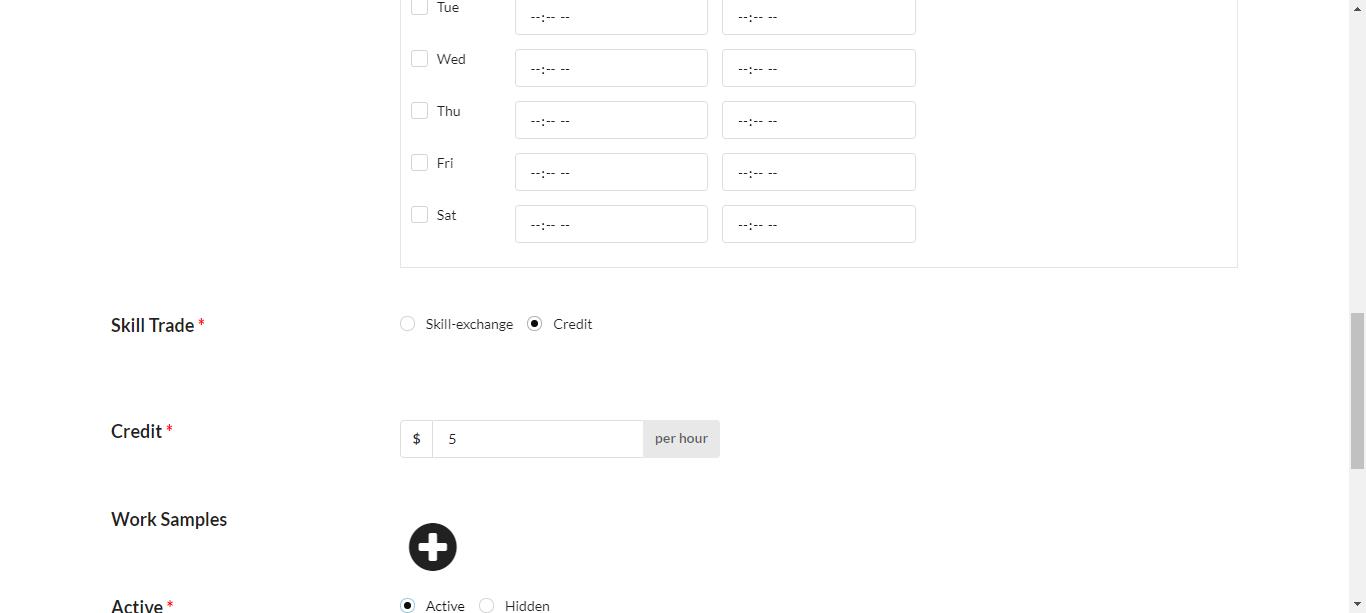 Tue --:-- -- --:-- --
Wed --:-- -- --:-- --
Thu --:-- -- --:-- --
Fri --:-- -- --:-- --
Sat --:-- -- --:-- --
Skill Trade * Skill-exchange Credit
Credit * $ 5 per hour
Work Samples
Active * Active Hidden